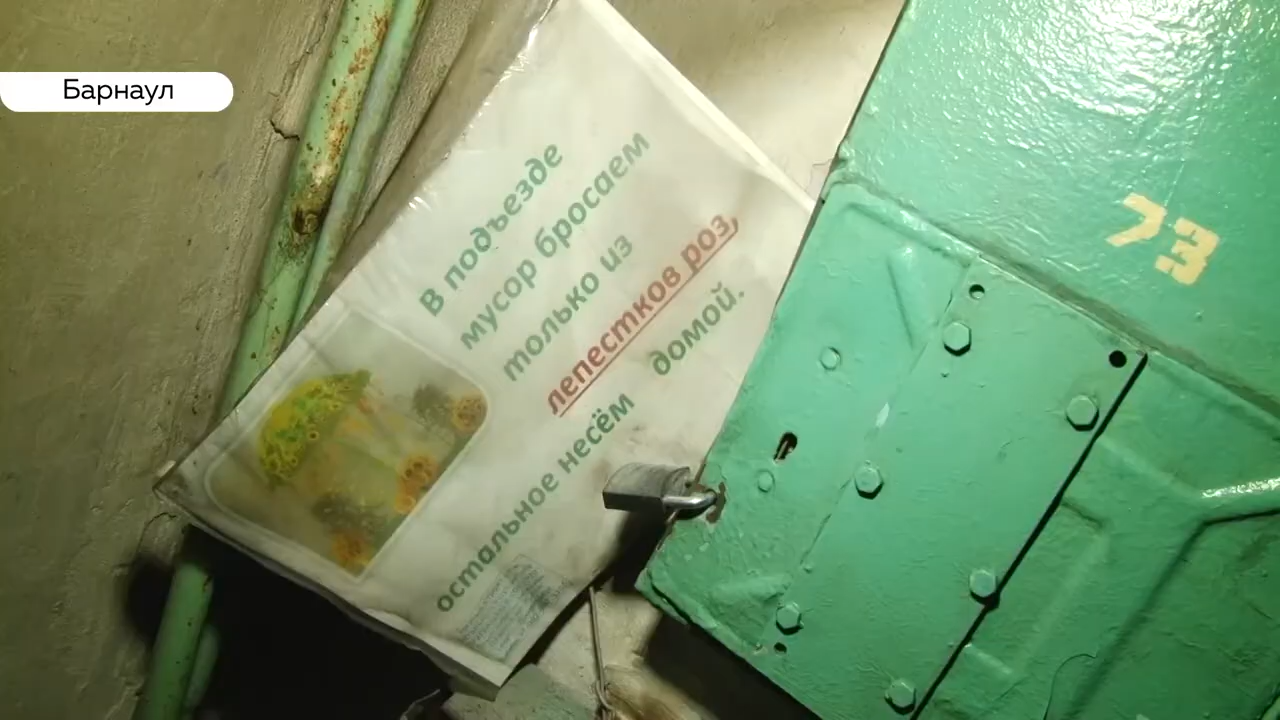 Барнаул
В подъезде
мусор бросаем
только из
лепестков роз,
остальное несём домой.
73